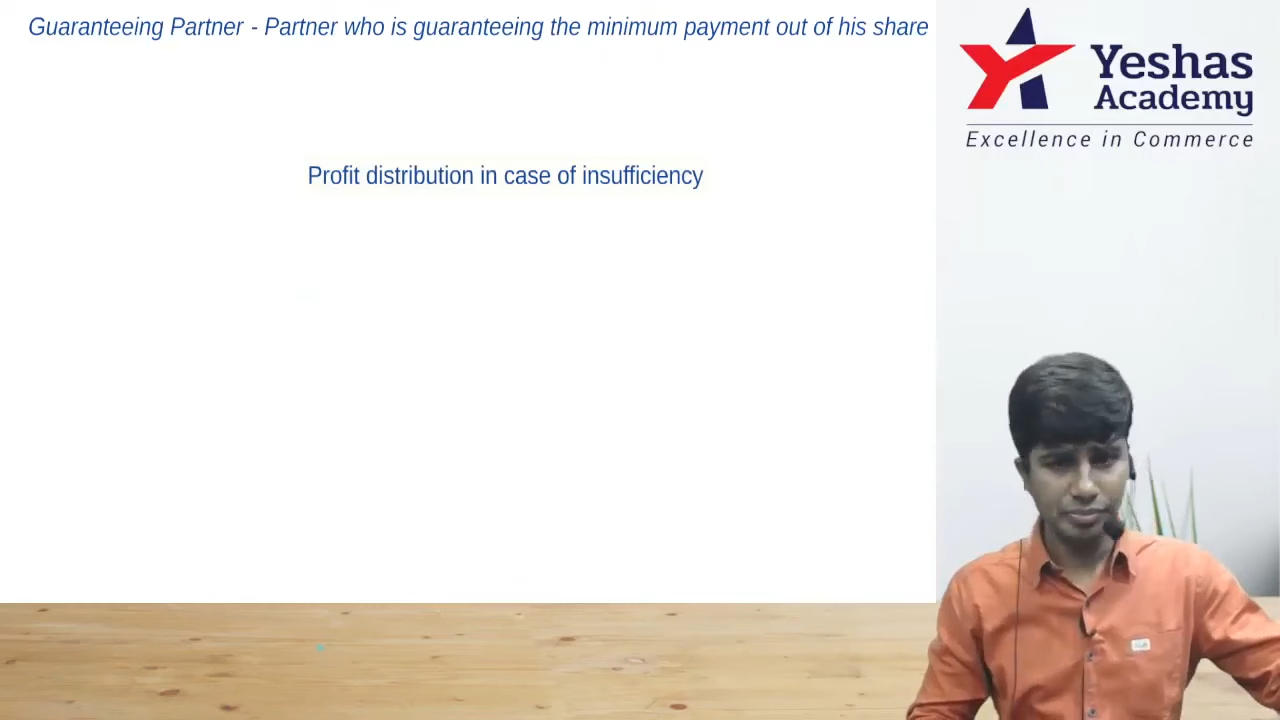 Guaranteeing Partner - Partner who is guaranteeing the minimum payment out of his share
Yeshas
Academy
Excellence in Commerce
Profit distribution in case of insufficiency